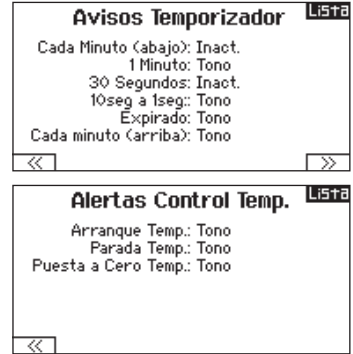 Avisos Temporizador
Lista
Cada Minuto (abajo): Inact.
1 Minuto: Tono
30 Segundos: Inact.
10seg a 1seg:: Tono
Expirado: Tono
Cada minuto (arriba): Tono
<< >>
Alertas Control Temp.
Lista
Arranque Temp.: Tono
Parada Temp.: Tono
Puesta a Cero Temp.: Tono
<<